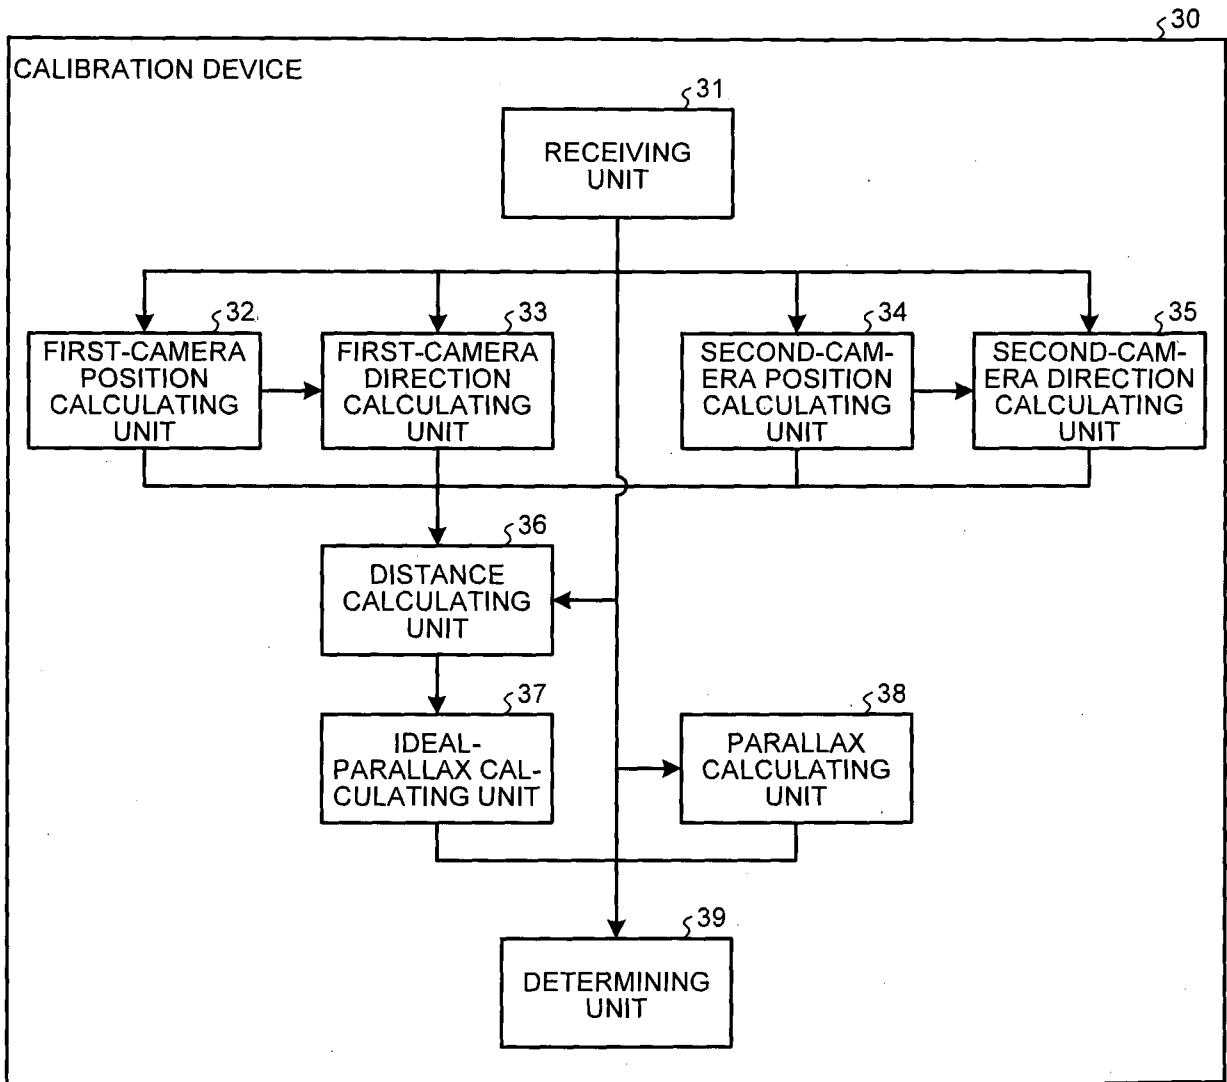 30
CALIBRATION DEVICE
31
RECEIVING
UNIT
32
FIRST-CAMERA
POSITION
CALCULATING
UNIT
33
FIRST-CAMERA
DIRECTION
CALCULATING
UNIT
34
SECOND-CAM-
ERA POSITION
CALCULATING
UNIT
35
SECOND-CAM-
ERA DIRECTION
CALCULATING
UNIT
36
DISTANCE
CALCULATING
UNIT
37
IDEAL-
PARALLAX CAL-
CULATING UNIT
38
PARALLAX
CALCULATING
UNIT
39
DETERMINING
UNIT